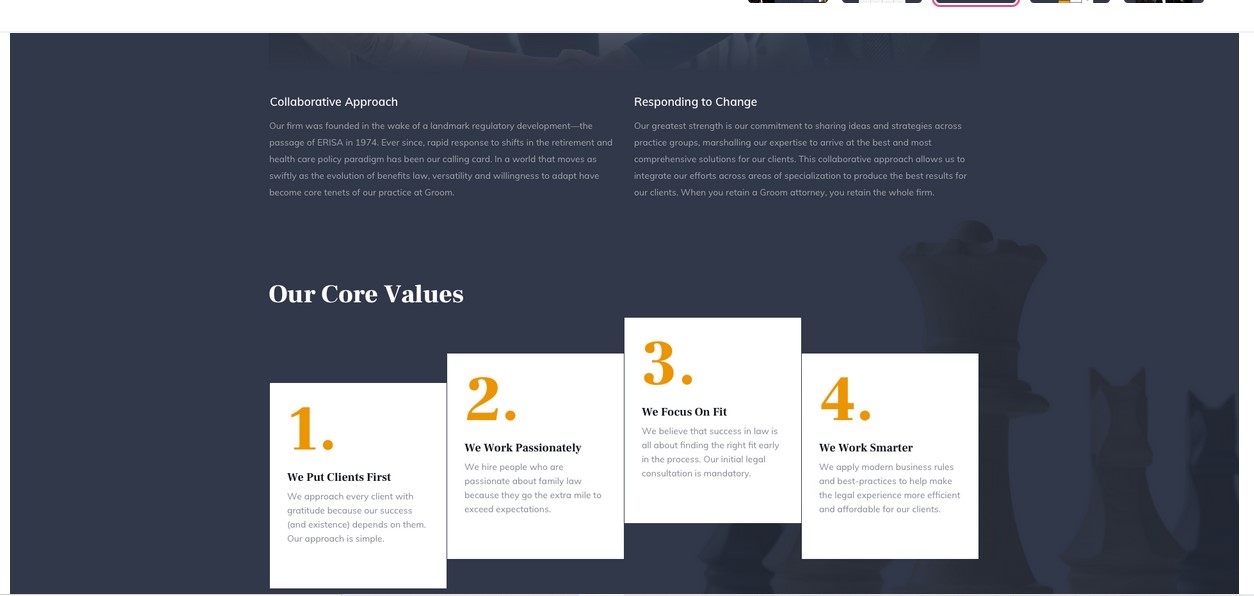 Collaborative Approach
Our firm was founded in the wake of a landmark regulatory development—the
passage of ERISA in 1974. Ever since, rapid response to shifts in the retirement and
health care policy paradigm has been our calling card. In a world that moves as
swiftly as the evolution of benefits law, versatility and willingness to adapt have
become core tenets of our practice at Groom.
Responding to Change
Our greatest strength is our commitment to sharing ideas and strategies across
practice groups, marshalling our expertise to arrive at the best and most
comprehensive solutions for our clients. This collaborative approach allows us to
integrate our efforts across areas of specialization to produce the best results for
our clients. When you retain a Groom attorney, you retain the whole firm.
Our Core Values
1.
We Put Clients First
We approach every client with
gratitude because our success
(and existence) depends on them.
Our approach is simple.
2.
We Work Passionately
We hire people who are
passionate about family law
because they go the extra mile to
exceed expectations.
3.
We Focus On Fit
We believe that success in law is
all about finding the right fit early
in the process. Our initial legal
consultation is mandatory.
4.
We Work Smarter
We apply modern business rules
and best-practices to help make
the legal experience more efficient
and affordable for our clients.